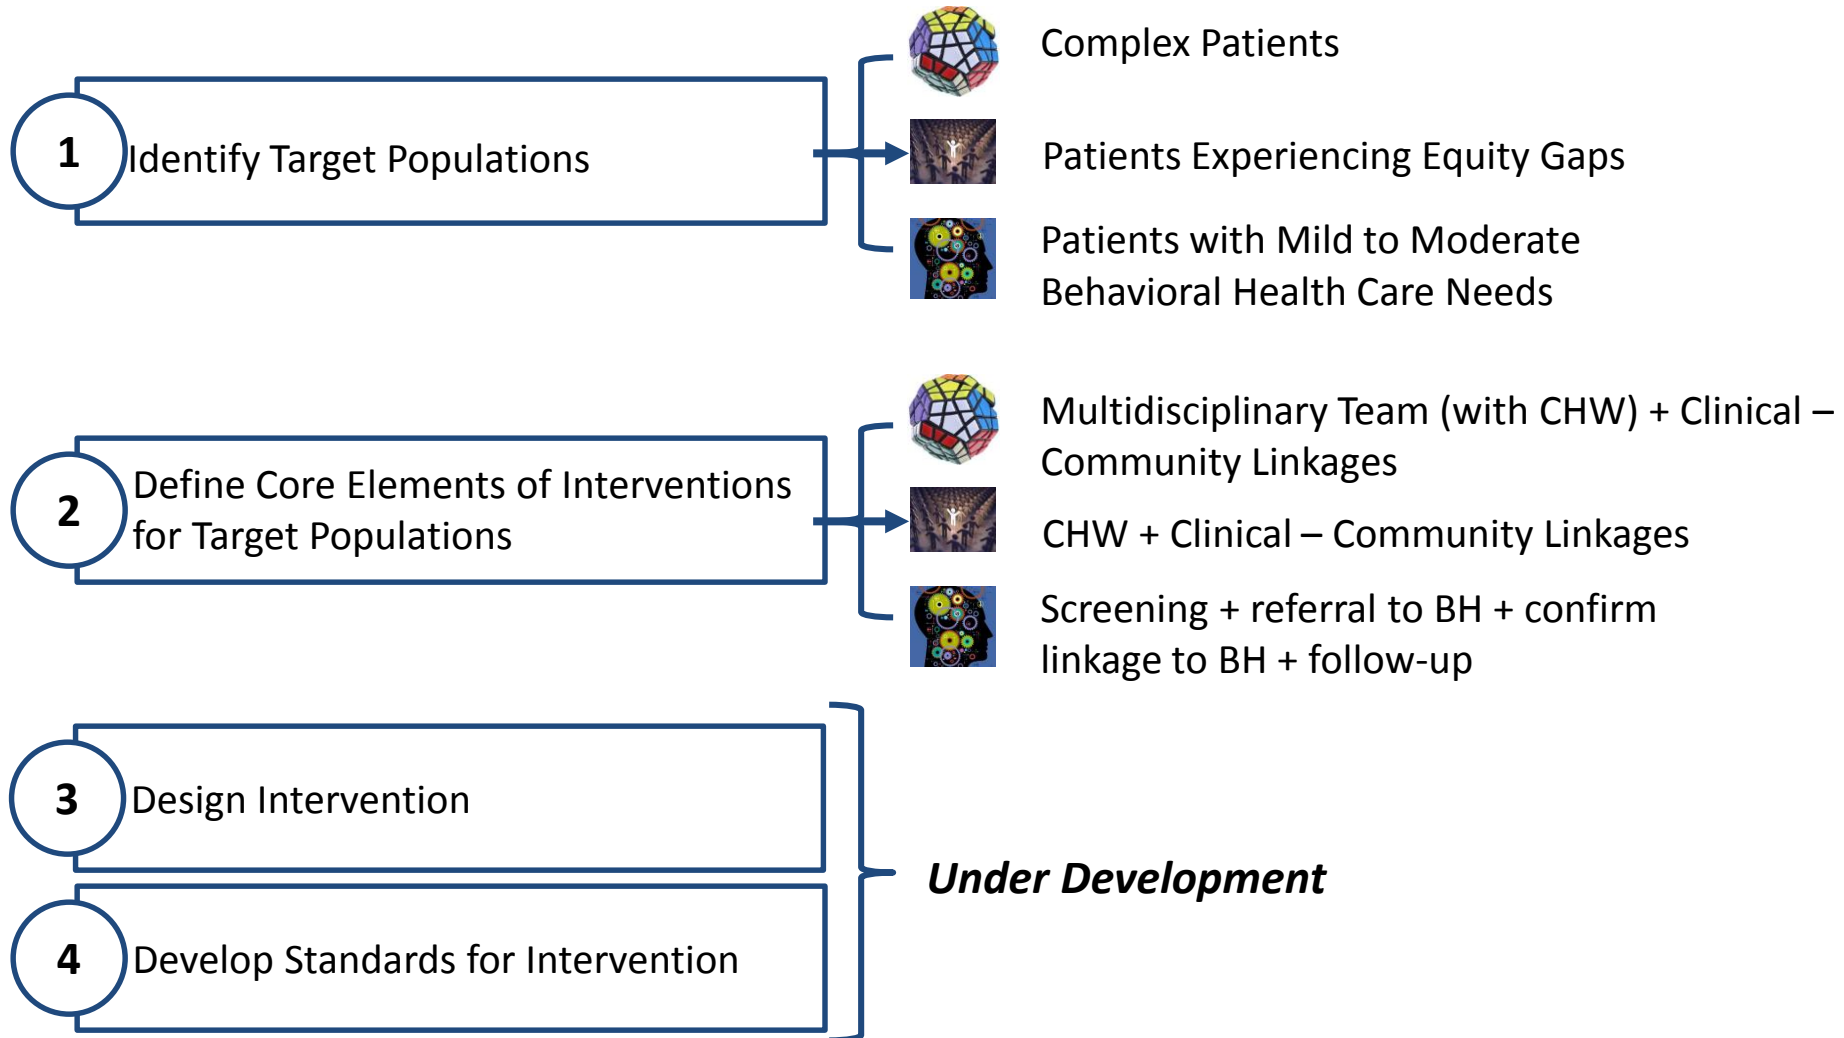 1
Identify Target Populations
Complex Patients
Patients Experiencing Equity Gaps
Patients with Mild to Moderate
Behavioral Health Care Needs
2
Define Core Elements of Interventions
for Target Populations
Multidisciplinary Team (with CHW) + Clinical –
Community Linkages
CHW + Clinical – Community Linkages
Screening + referral to BH + confirm
linkage to BH + follow-up
3
Design Intervention
4
Develop Standards for Intervention
Under Development